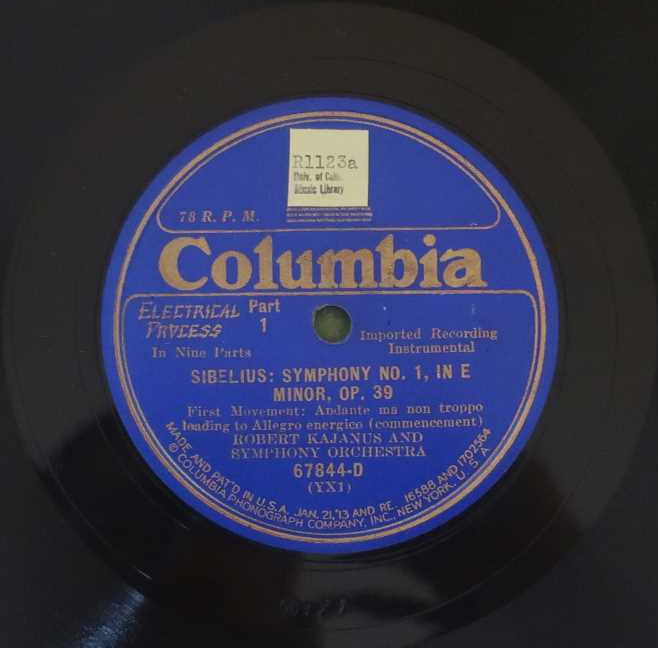 R1123a
Univ. of Calif.
Music Library
78 R. P. M.
Columbia
ELECTRICAL
PROCESS
Part
1
In Nine Parts
Imported Recording
Instrumental
SIBELIUS: SYMPHONY NO. 1, IN E
MINOR, OP. 39
First Movement: Andante ma non troppo
leading to Allegro energico (commencement)
ROBERT KAJANUS AND
SYMPHONY ORCHESTRA
67844-D
(YX1)
MADE AND PAT'D IN U.S.A. JAN. 21,'13 AND RE. 16588 AND 1702564
© COLUMBIA PHONOGRAPH COMPANY, INC., NEW YORK, U. S. A